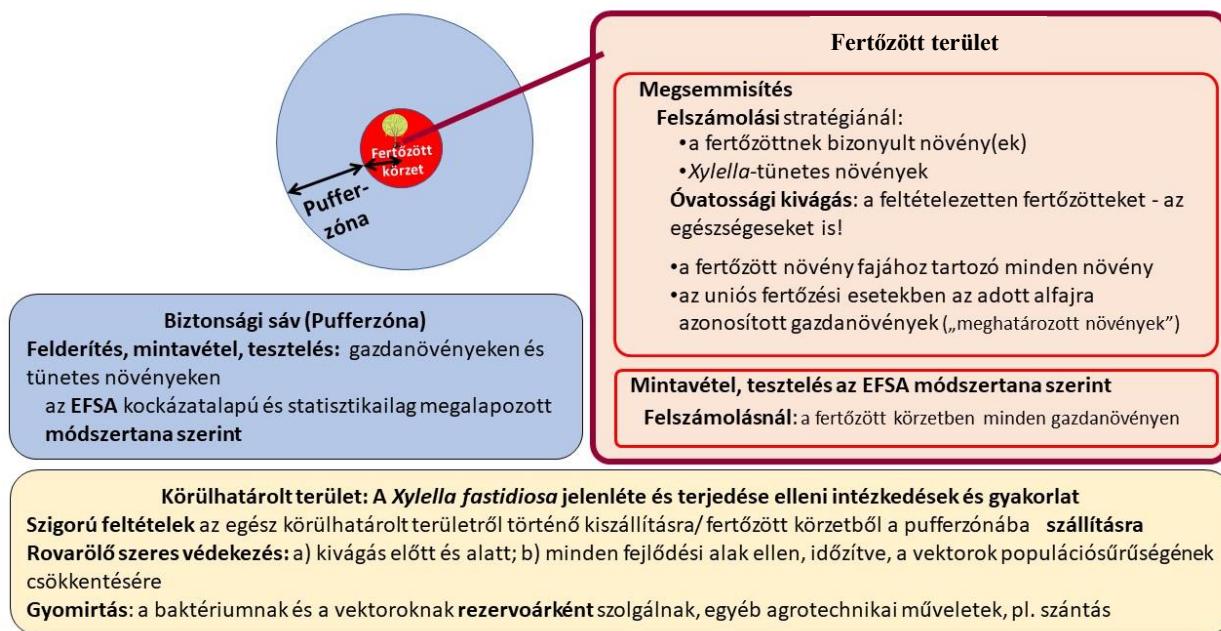 Fertőzött
körzet
Puffer-
zóna
Fertőzött terület
Megsemmisítés
Felszámolási stratégiánál:
•a fertőzöttnek bizonyult növény(ek)
•Xylella-tünetes növények
Óvatossági kivágás: a feltételezetten fertőzötteket - az
egészségeseket is!
•a fertőzött növény fajához tartozó minden növény
•az uniós fertőzési esetekben az adott alfajra
azonosított gazdanövények („meghatározott növények”)
Mintavétel, tesztelés az EFSA módszertana szerint
Felszámolásnál: a fertőzött körzetben minden gazdanövényen
Biztonsági sáv (Pufferzóna)
Felderítés, mintavétel, tesztelés: gazdanövényeken és
tünetes növényeken
az EFSA kockázatalapú és statisztikailag megalapozott
módszertana szerint
Körülhatárolt terület: A Xylella fastidiosa jelenléte és terjedése elleni intézkedések és gyakorlat
Szigorú feltételek az egész körülhatárolt területről történő kiszállításra/ fertőzött körzetből a pufferzónába szállításra
Rovarölő szeres védekezés: a) kivágás előtt és alatt; b) minden fejlődési alak ellen, időzítve, a vektorok populációsűrűségének
csökkentésére
Gyomirtás: a baktériumnak és a vektoroknak rezervoárként szolgálnak, egyéb agrotechnikai műveletek, pl. szántás